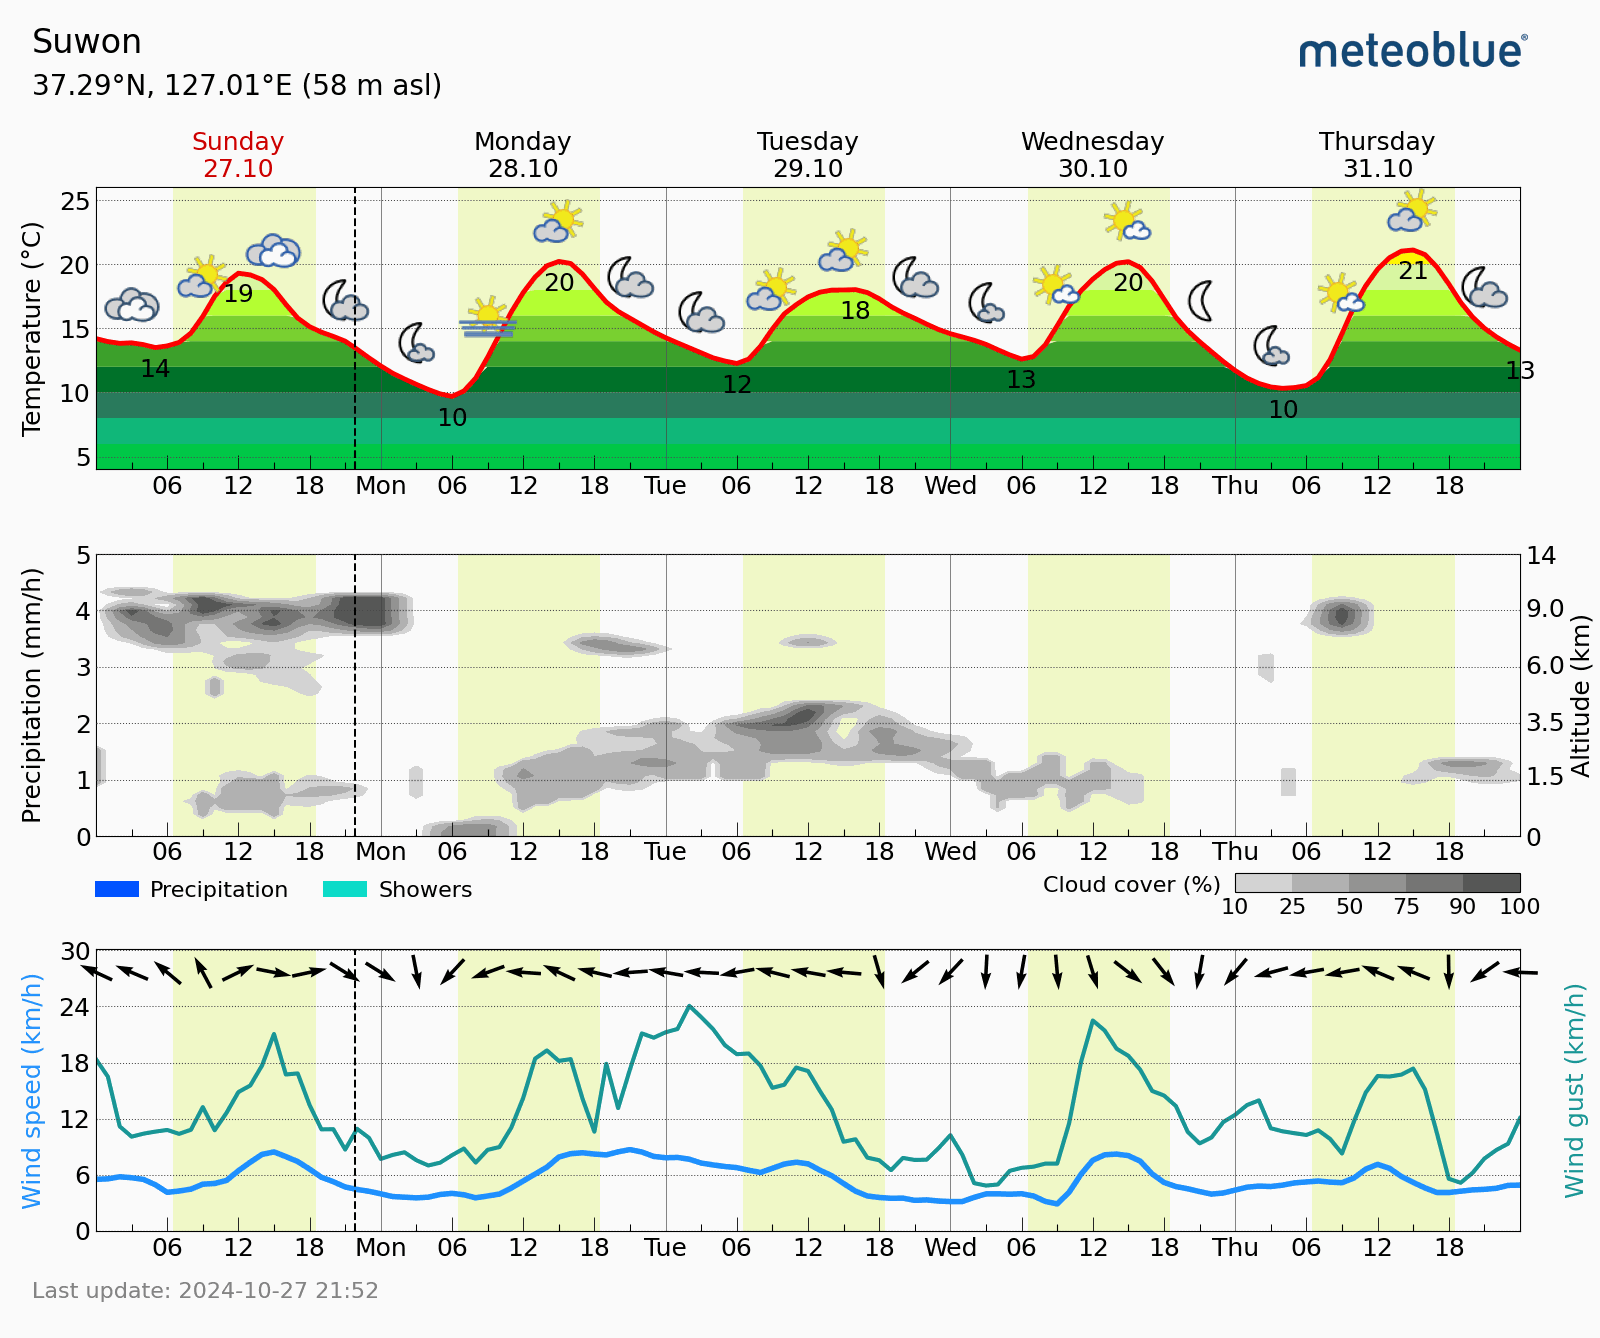 Suwon
37.29°N, 127.01°E (58 m asl)
meteoblue®
Sunday Monday Tuesday Wednesday Thursday
27.10 28.10 29.10 30.10 31.10
Temperature (°C)
25
20
15
10
5
14 19 10 20 12 18 13 20 10 21 13
06 12 18 Mon 06 12 18 Tue 06 12 18 Wed 06 12 18 Thu 06 12 18
Precipitation (mm/h)
5
4
3
2
1
0
14
9.0
6.0
3.5
1.5
0
Altitude (km)
06 12 18 Mon 06 12 18 Tue 06 12 18 Wed 06 12 18 Thu 06 12 18
Precipitation Showers
Cloud cover (%)
10 25 50 75 90 100
Wind speed (km/h)
30
24
18
12
6
0
Wind gust (km/h)
06 12 18 Mon 06 12 18 Tue 06 12 18 Wed 06 12 18 Thu 06 12 18
Last update: 2024-10-27 21:52